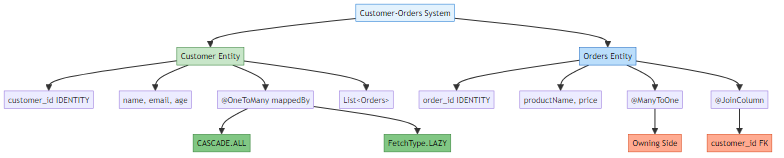 Customer-Orders System
Customer Entity
Orders Entity
customer_id IDENTITY
name, email, age
@OneToMany mappedBy
List<Orders>
order_id IDENTITY
productName, price
@ManyToOne
@JoinColumn
CASCADE.ALL
FetchType.LAZY
Owning Side
customer_id FK